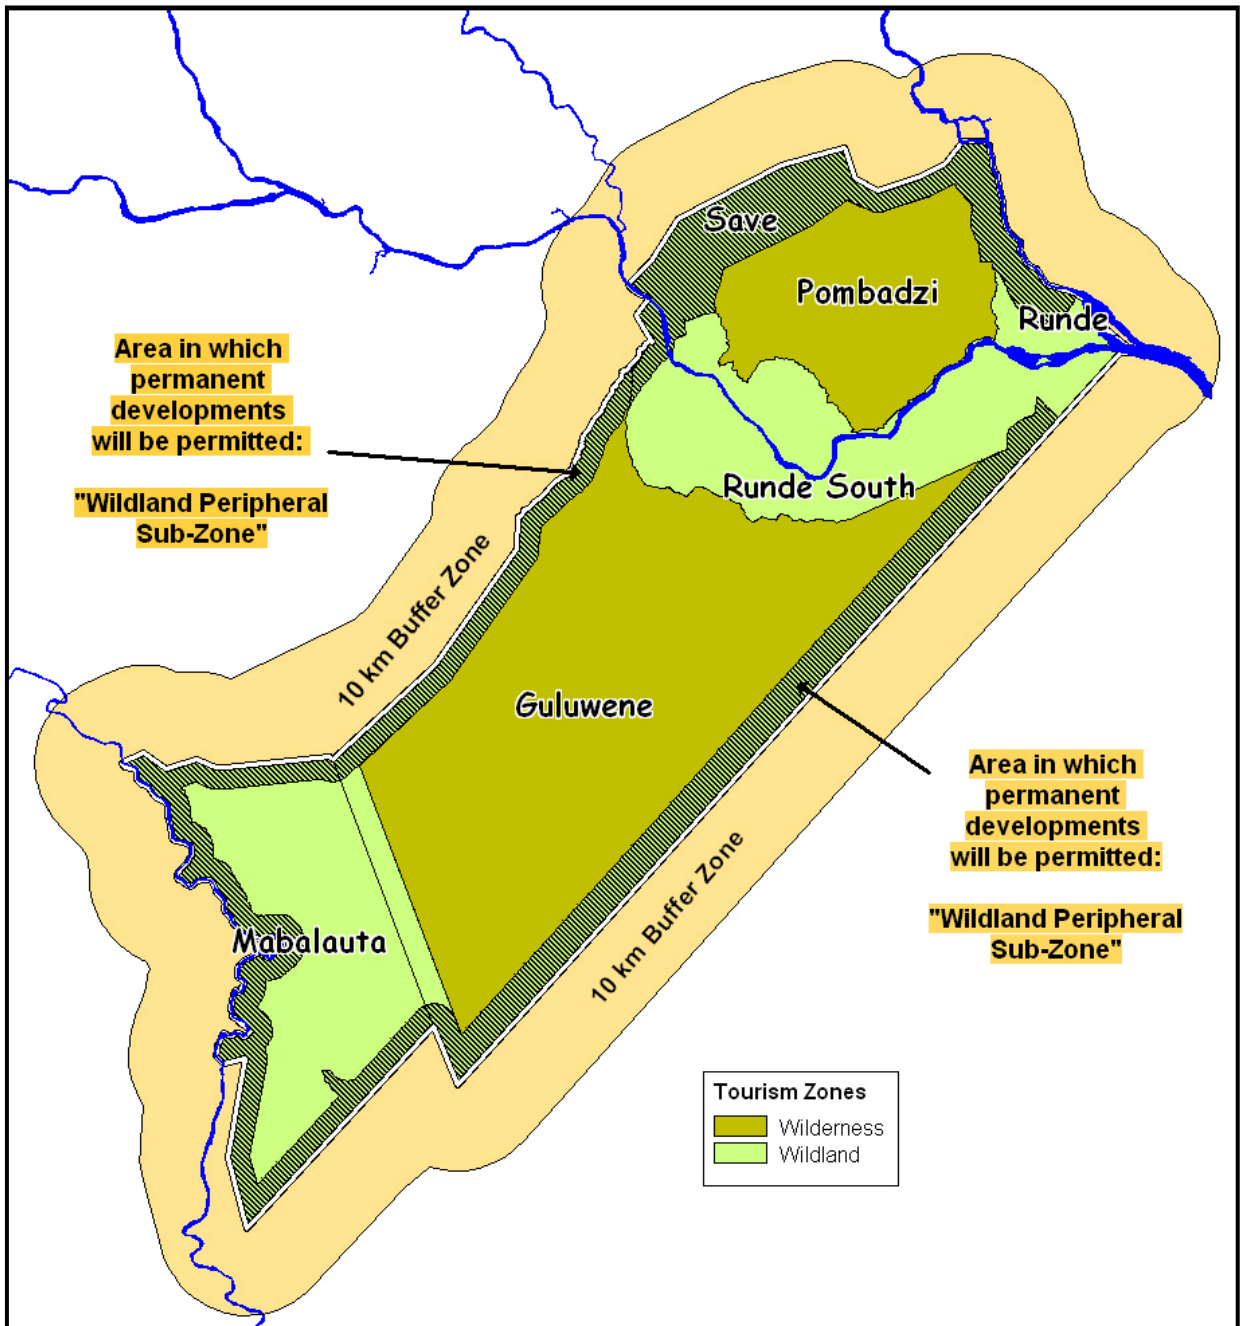 Save
Pombadzi
Runde
Area in which
permanent
developments
will be permitted:
"Wildland Peripheral
Sub-Zone"
Runde South
10 km Buffer Zone
Guluwene
Area in which
permanent
developments
will be permitted:
"Wildland Peripheral
Sub-Zone"
10 km Buffer Zone
Mabalauta
Tourism Zones
Wilderness
Wildland